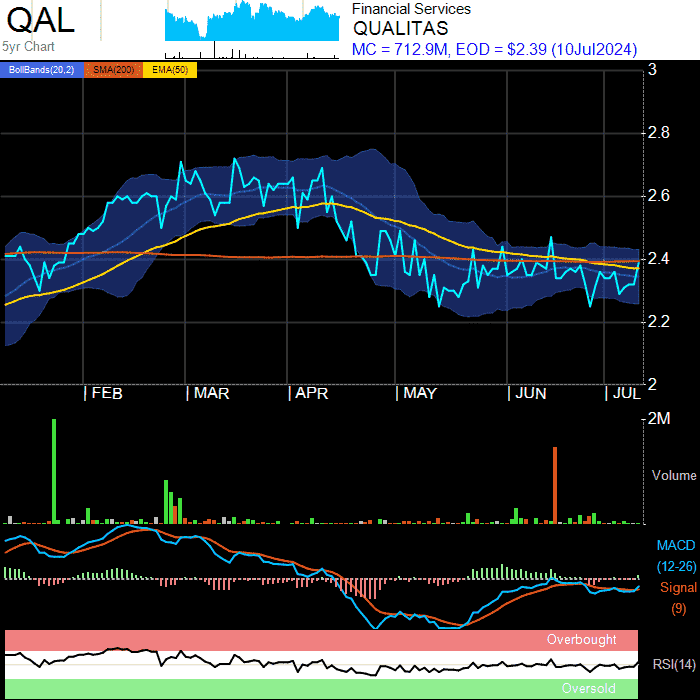 QAL
5yr Chart
Financial Services
QUALITAS
MC = 712.9M, EOD = $2.39 (10Jul2024)
BollBands(20,2) SMA(200) EMA(50)
3
2.8
2.6
2.4
2.2
2
FEB MAR APR MAY JUN JUL
2M
Volume
MACD
(12-26)
Signal
(9)
Overbought
RSI(14)
Oversold